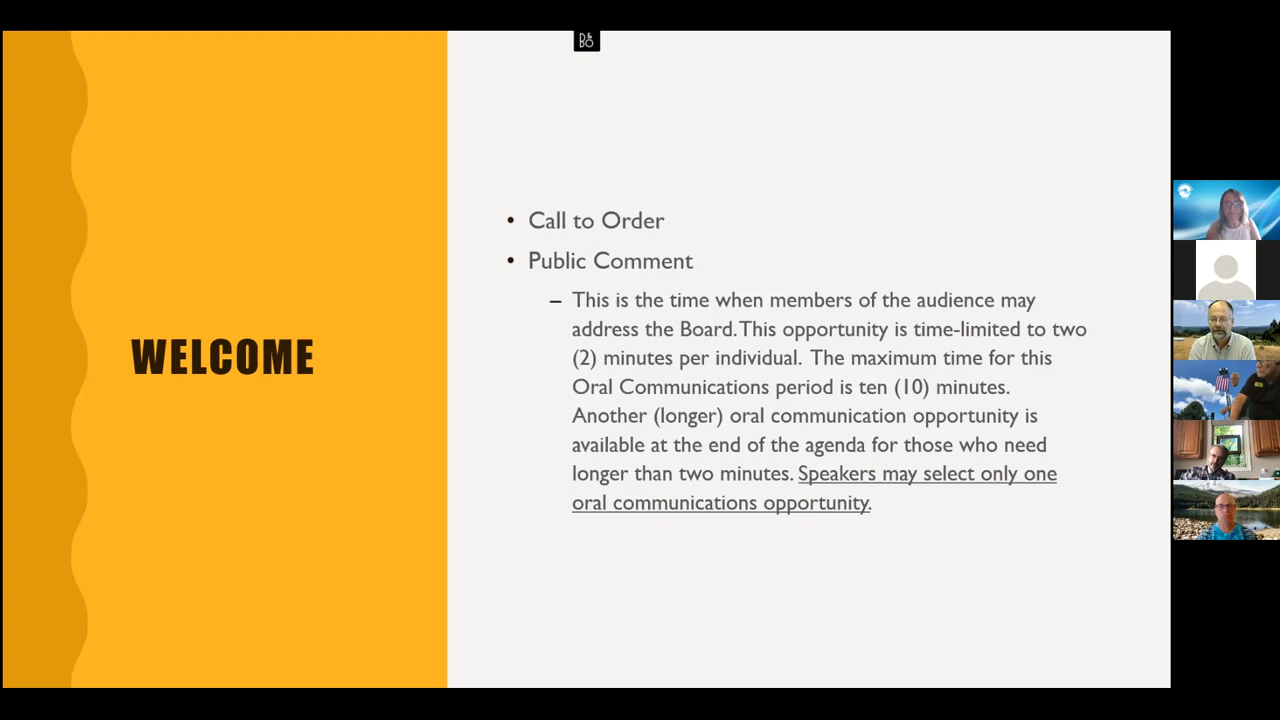 D&
BO
WELCOME
• Call to Order
• Public Comment
– This is the time when members of the audience may
address the Board. This opportunity is time-limited to two
(2) minutes per individual.  The maximum time for this
Oral Communications period is ten (10) minutes.
Another (longer) oral communication opportunity is
available at the end of the agenda for those who need
longer than two minutes. Speakers may select only one
oral communications opportunity.